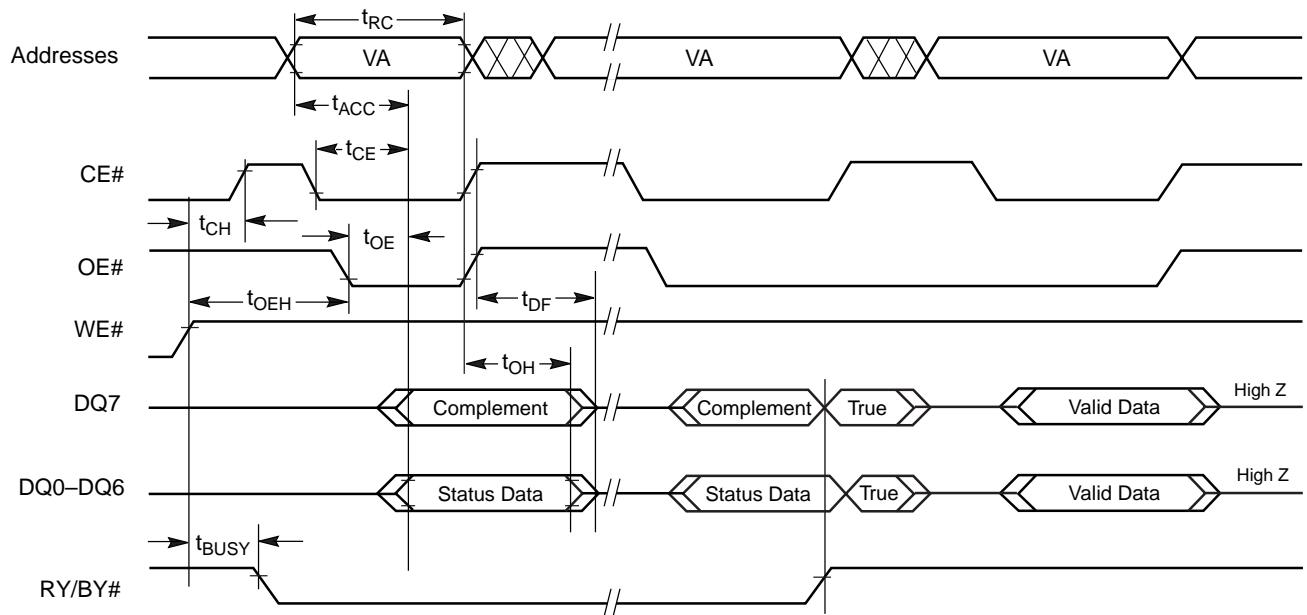 tRC
Addresses VA VA VA
tACC
tCE
CE#
tCH
tOE
OE#
tOEH tDF
WE#
tOH
DQ7 Complement Complement True Valid Data High Z
DQ0–DQ6 Status Data Status Data True Valid Data High Z
tBUSY
RY/BY#